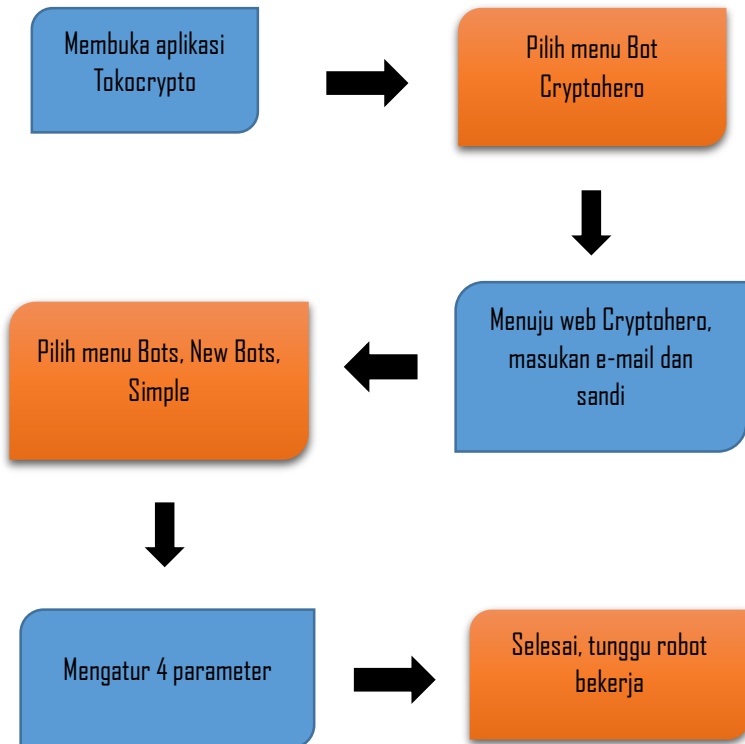 Membuka aplikasi
Tokocrypto
Pilih menu Bot
Cryptohero
Menuju web Cryptohero,
masukan e-mail dan
sandi
Pilih menu Bots, New Bots,
Simple
Mengatur 4 parameter
Selesai, tunggu robot
bekerja